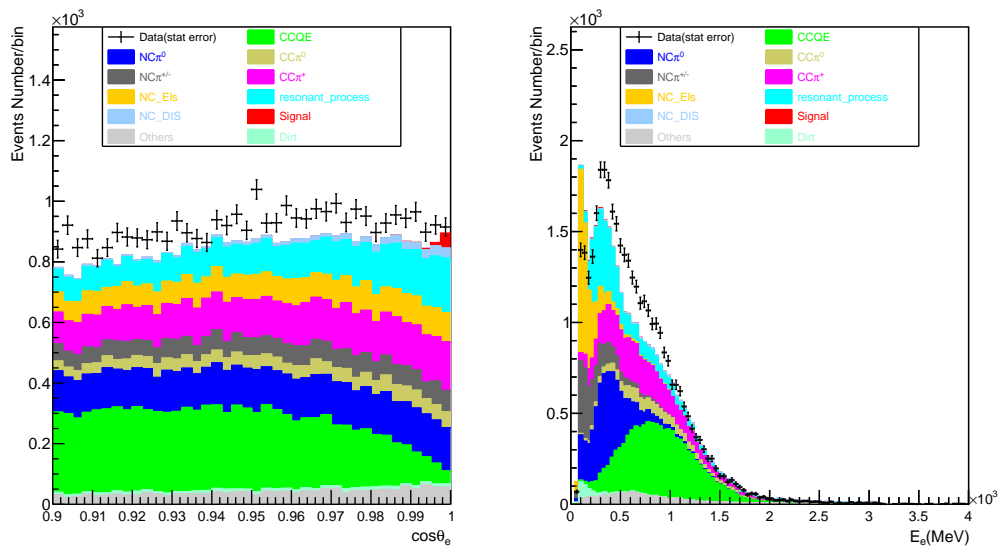 ×10³
Events Number/bin
Data(stat error)
CCQE
NCπ⁰
CCπ⁰
NCπ⁺/⁻
CCπ⁺
NC_Els
resonant_process
NC_DIS
Signal
Others
Dirt
1.4
1.2
1
0.8
0.6
0.4
0.2
0
0.9 0.91 0.92 0.93 0.94 0.95 0.96 0.97 0.98 0.99 1
cosθₑ
×10³
Events Number/bin
Data(stat error)
CCQE
NCπ⁰
CCπ⁰
NCπ⁺/⁻
CCπ⁺
NC_Els
resonant_process
NC_DIS
Signal
Others
Dirt
2.5
2
1.5
1
0.5
0
0 0.5 1 1.5 2 2.5 3 3.5 4
×10³
Eₑ(MeV)